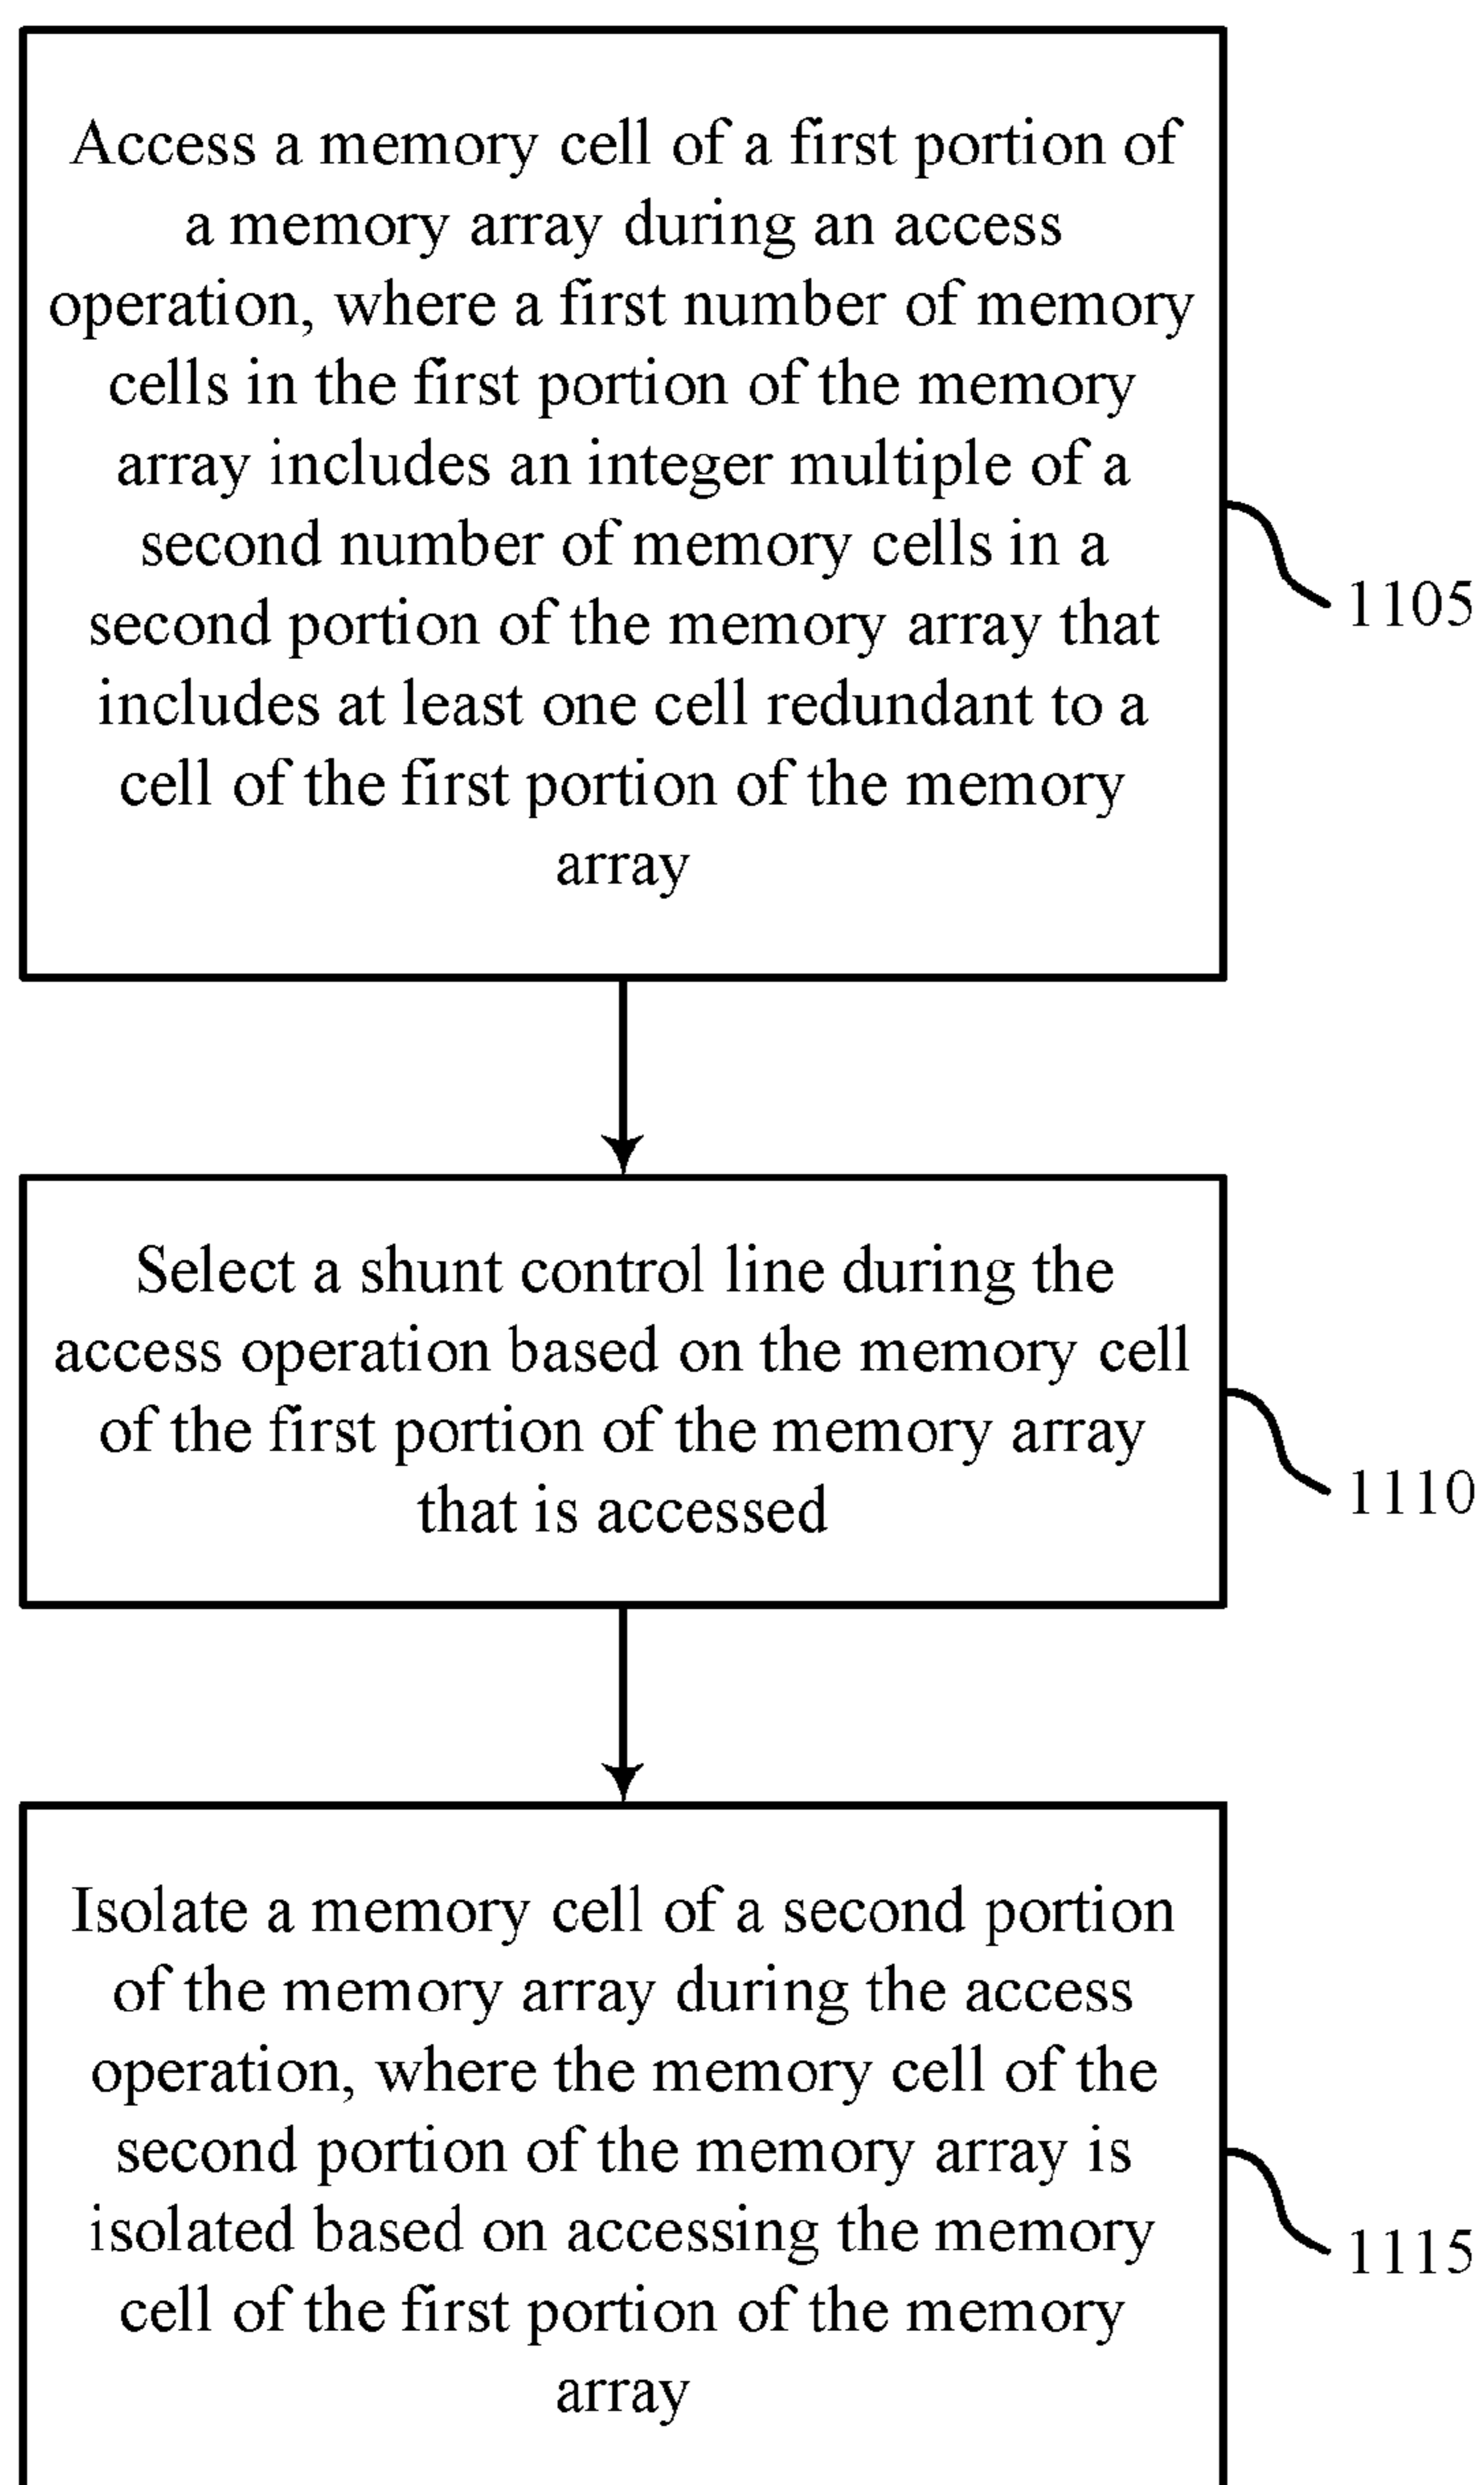 Access a memory cell of a first portion of
a memory array during an access
operation, where a first number of memory
cells in the first portion of the memory
array includes an integer multiple of a
second number of memory cells in a
second portion of the memory array that
includes at least one cell redundant to a
cell of the first portion of the memory
array
1105
Select a shunt control line during the
access operation based on the memory cell
of the first portion of the memory array
that is accessed
1110
Isolate a memory cell of a second portion
of the memory array during the access
operation, where the memory cell of the
second portion of the memory array is
isolated based on accessing the memory
cell of the first portion of the memory
array
1115